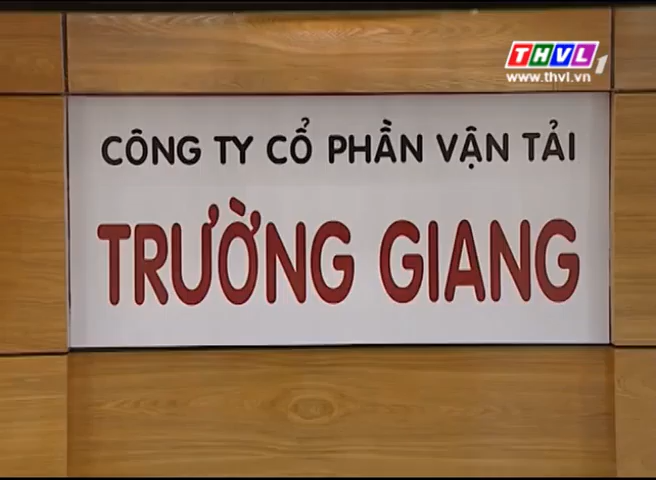 THVL1
www.thvl.vn
CÔNG TY CỔ PHẦN VẬN TẢI
TRƯỜNG GIANG